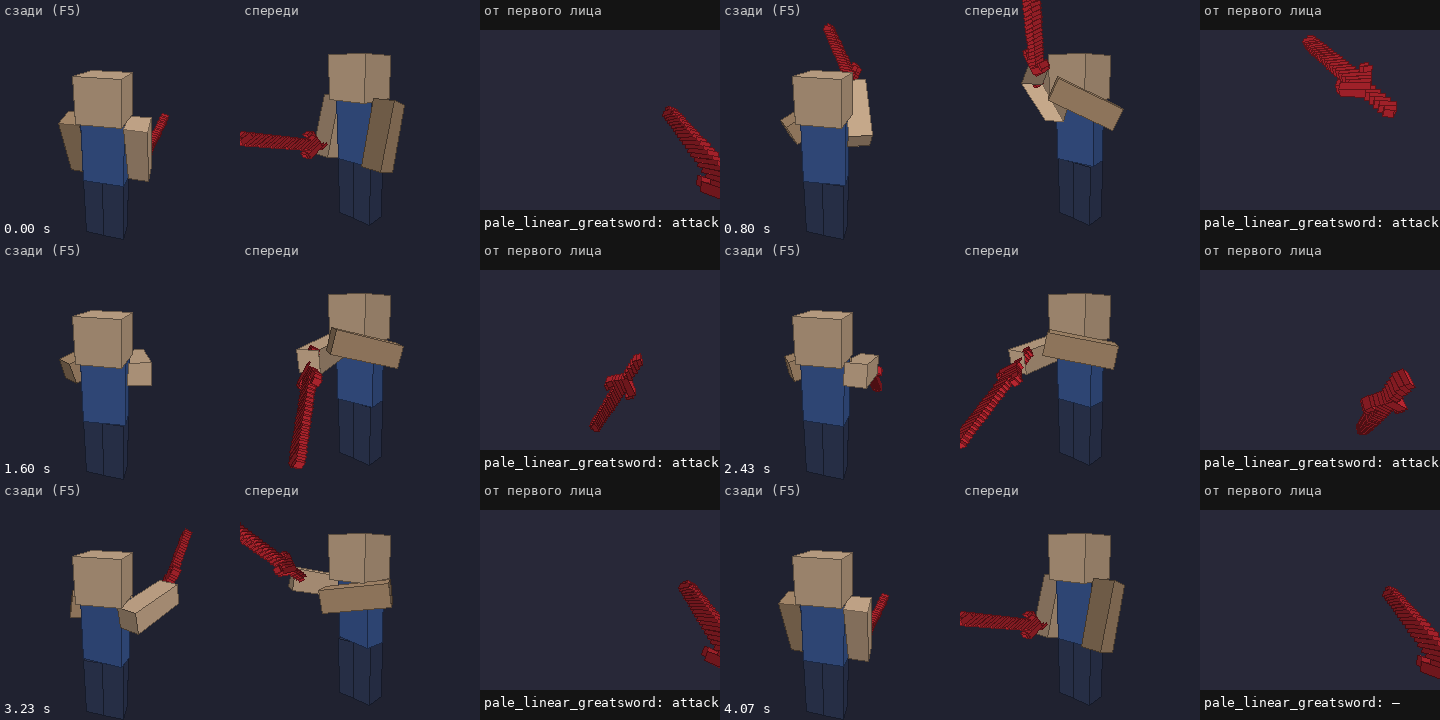 сзади (F5) спереди от первого лица сзади (F5) спереди от первого лица
0.00 s pale_linear_greatsword: attack 0.80 s pale_linear_greatsword: attack
сзади (F5) спереди от первого лица сзади (F5) спереди от первого лица
1.60 s pale_linear_greatsword: attack 2.43 s pale_linear_greatsword: attack
сзади (F5) спереди от первого лица сзади (F5) спереди от первого лица
3.23 s pale_linear_greatsword: attack 4.07 s pale_linear_greatsword: —